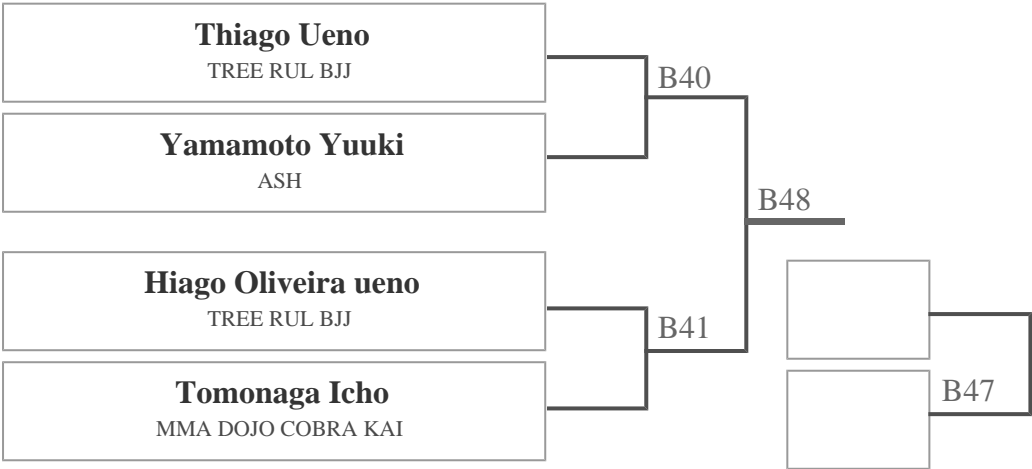 Thiago Ueno
TREE RUL BJJ
B40
Yamamoto Yuuki
ASH
B48
Hiago Oliveira ueno
TREE RUL BJJ
B41
Tomonaga Icho
MMA DOJO COBRA KAI
B47